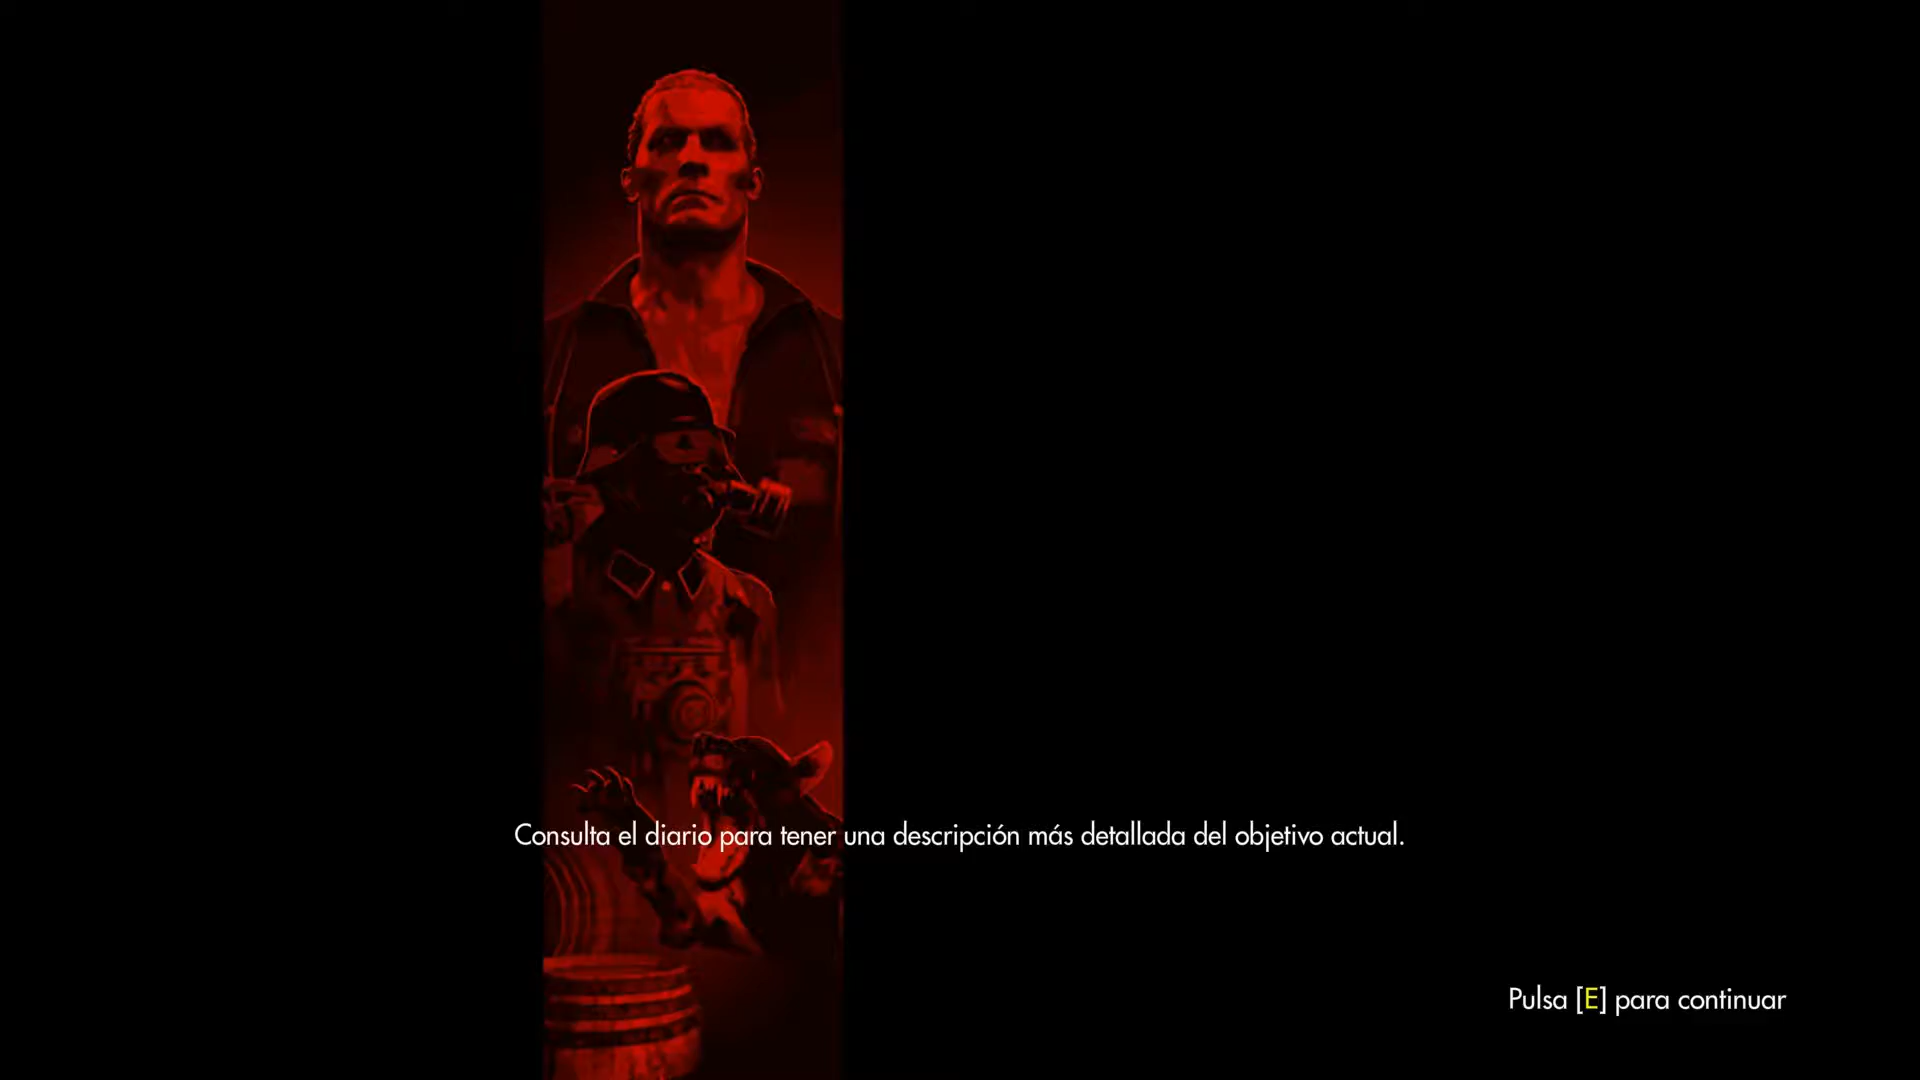 Consulta el diario para tener una descripción más detallada del objetivo actual.
Pulsa [E] para continuar